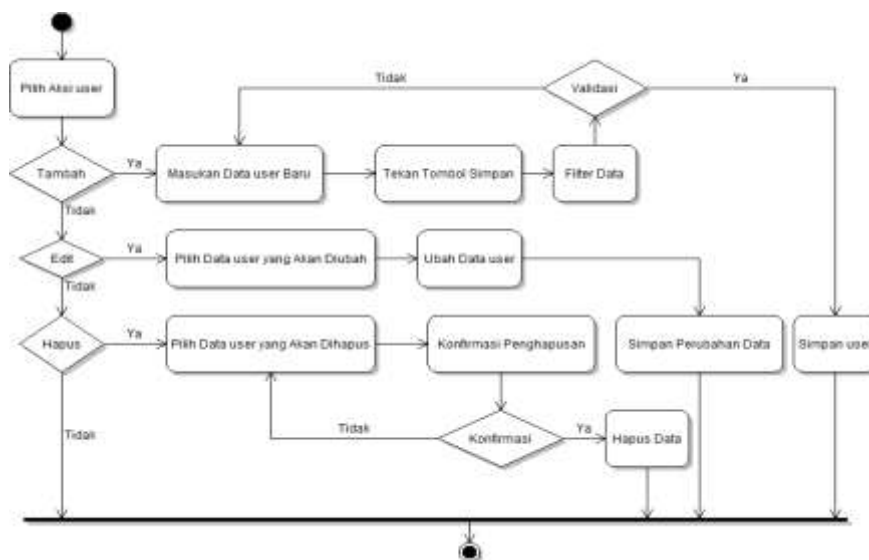 Pilih Aksi user
Tidak
Validasi
Ya
Tambah
Ya
Masukan Data user Baru
Tekan Tombol Simpan
Filter Data
Tidak
Edit
Ya
Pilih Data user yang Akan Diubah
Ubah Data user
Tidak
Hapus
Ya
Pilih Data user yang Akan Dihapus
Konfirmasi Penghapusan
Simpan Perubahan Data
Simpan user
Tidak
Tidak
Konfirmasi
Ya
Hapus Data